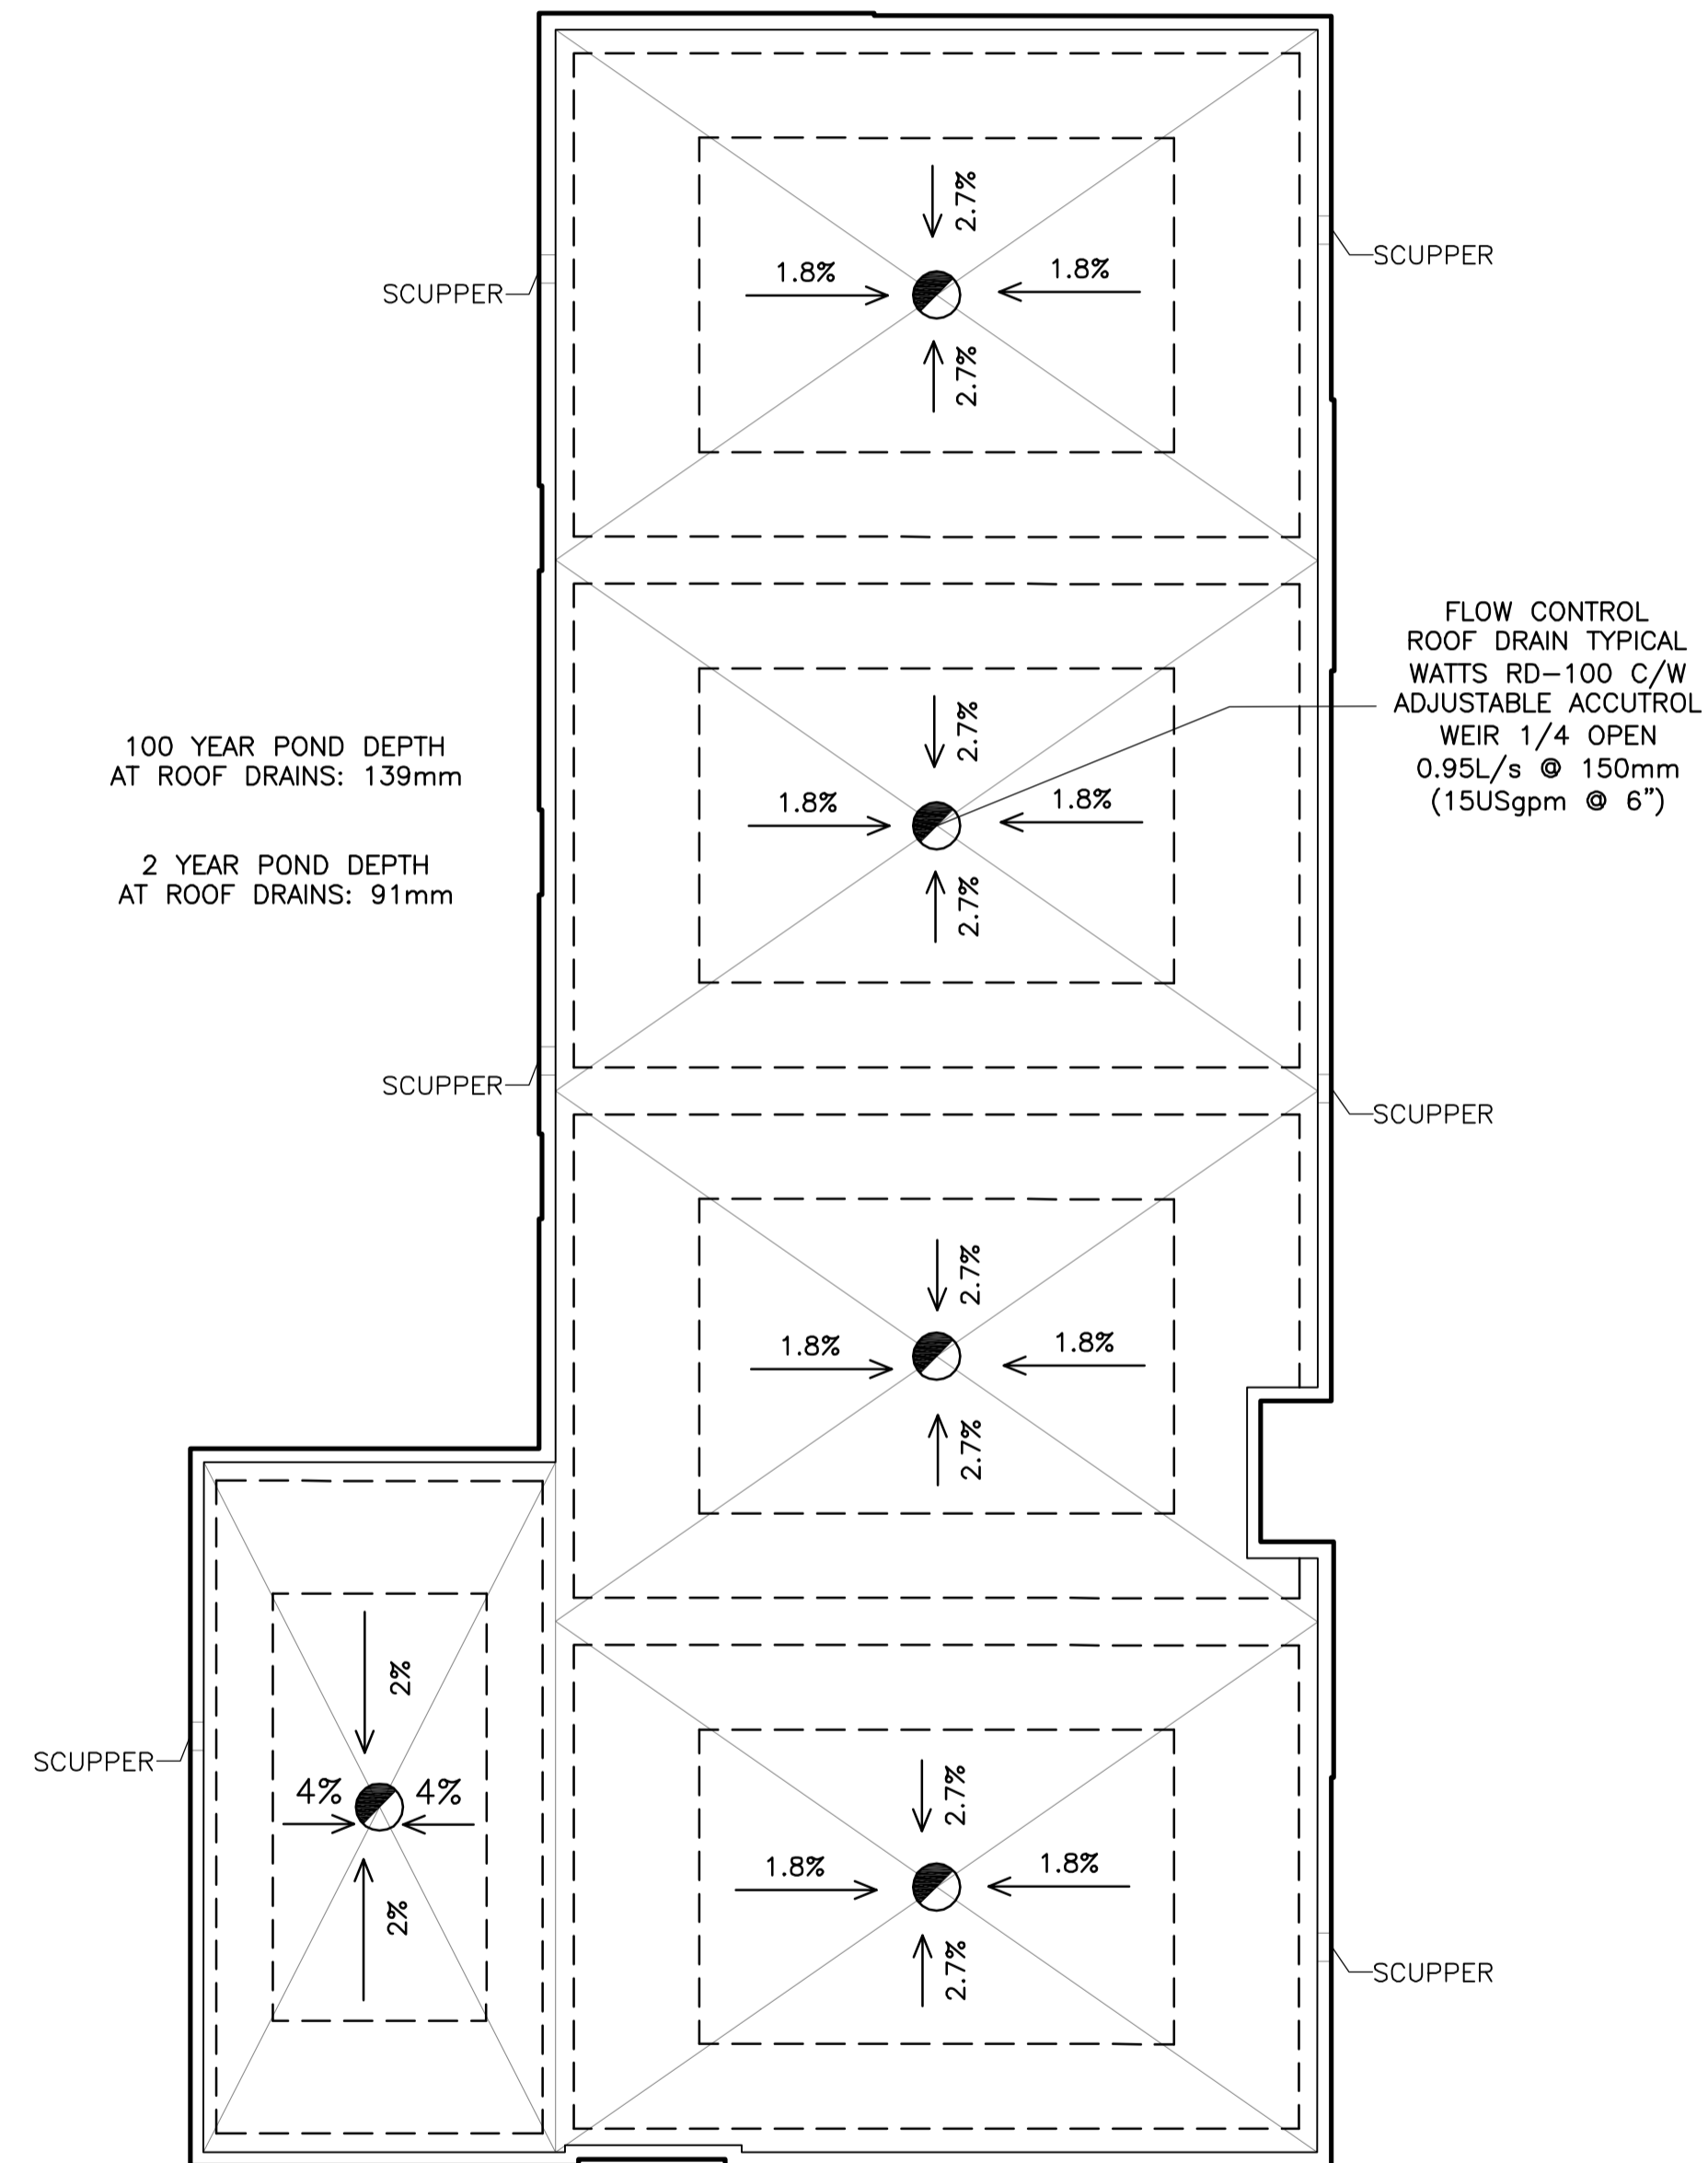 2.7%
SCUPPER
1.8%
1.8%
SCUPPER
2.7%
FLOW CONTROL
ROOF DRAIN TYPICAL
WATTS RD-100 C/W
ADJUSTABLE ACCUTROL
WEIR 1/4 OPEN
0.95L/s @ 150mm
(15USgpm @ 6")
100 YEAR POND DEPTH
AT ROOF DRAINS: 139mm
2 YEAR POND DEPTH
AT ROOF DRAINS: 91mm
2.7%
1.8%
1.8%
2.7%
SCUPPER
SCUPPER
2.7%
1.8%
1.8%
2.7%
2%
SCUPPER
4%
4%
2%
2.7%
1.8%
1.8%
2.7%
SCUPPER